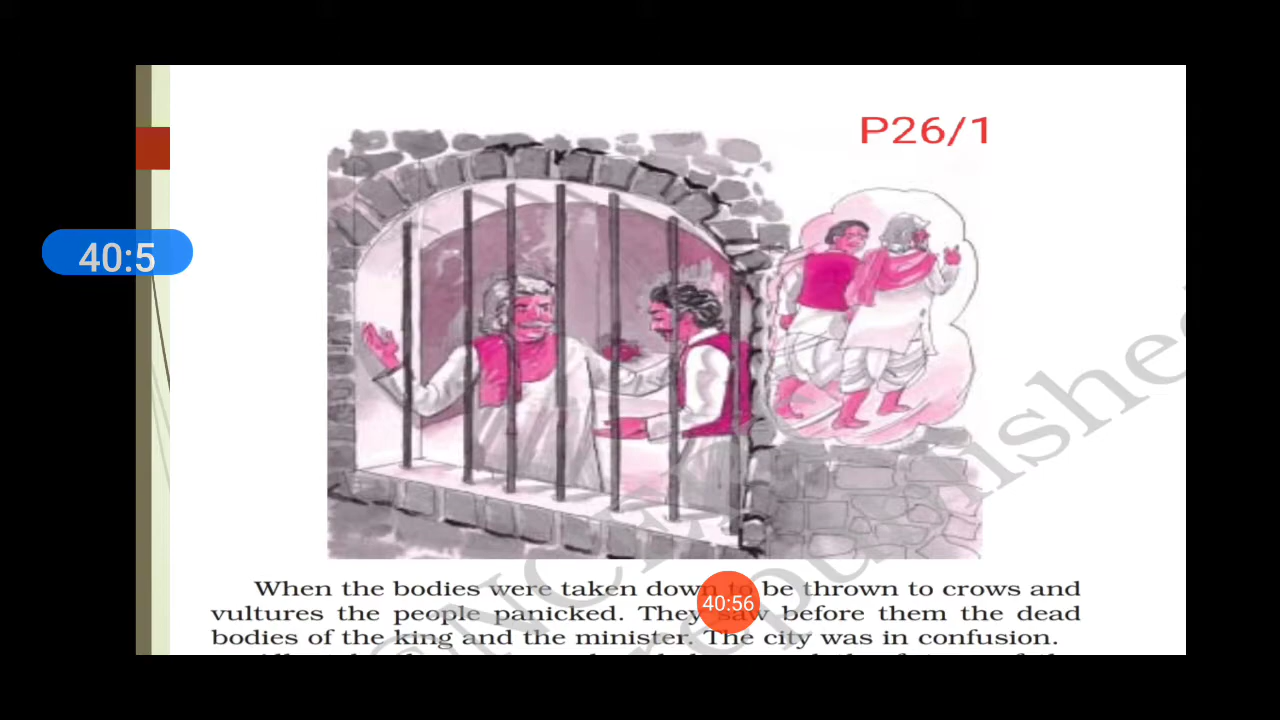 P26/1
40:5
When the bodies were taken down to be thrown to crows and
vultures the people panicked. They saw before them the dead
bodies of the king and the minister. The city was in confusion.
40:56